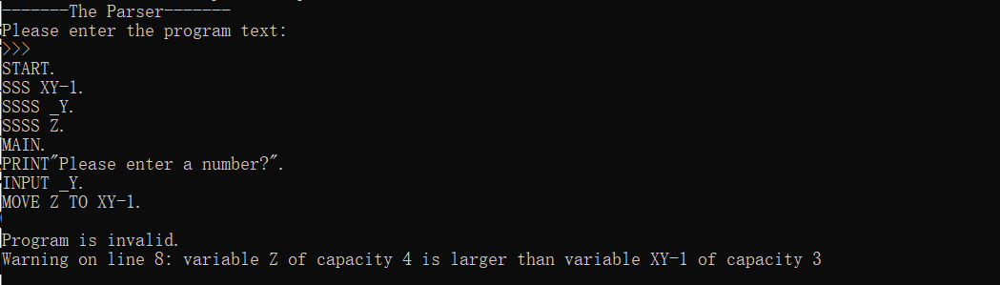 -------The Parser-------
Please enter the program text:
>>>
START.
SSS XY-1.
SSSS _Y.
SSSS Z.
MAIN.
PRINT"Please enter a number?".
INPUT _Y.
MOVE Z TO XY-1.
Program is invalid.
Warning on line 8: variable Z of capacity 4 is larger than variable XY-1 of capacity 3